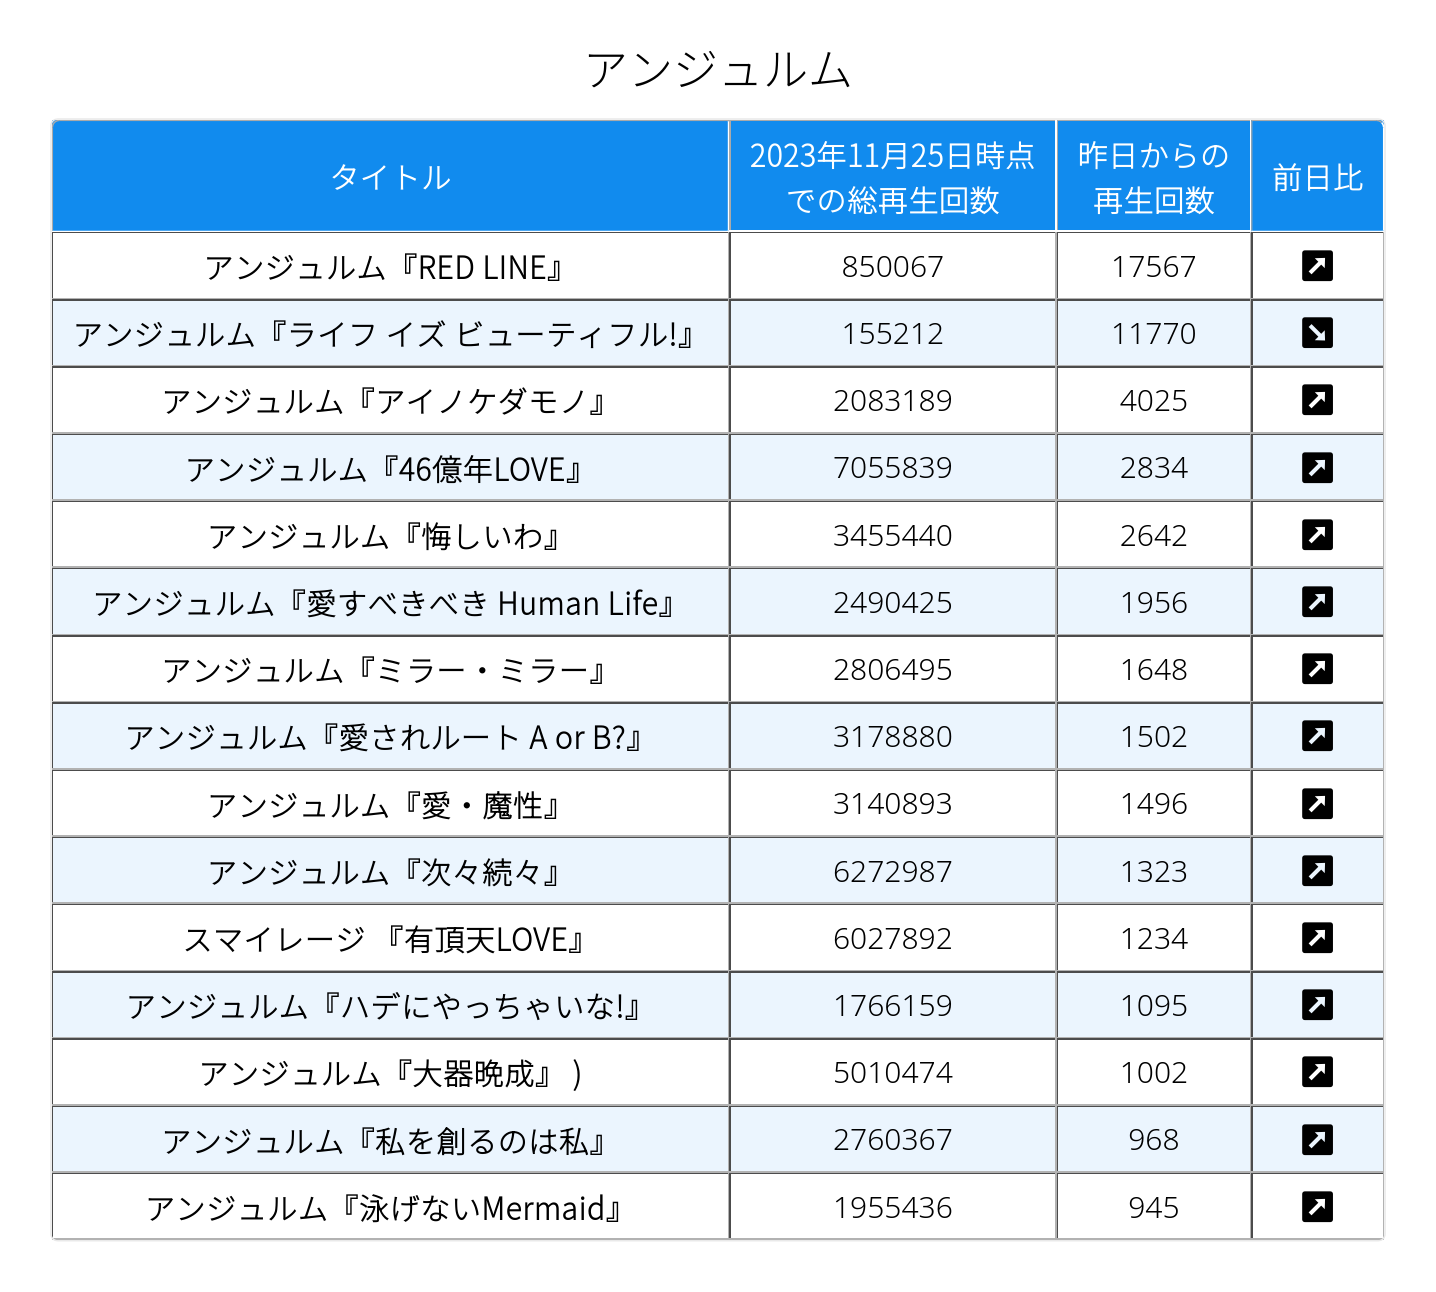 アンジュルム
タイトル 2023年11月25日時点での総再生回数 昨日からの再生回数 前日比
アンジュルム『RED LINE』 850067 17567
アンジュルム『ライフ イズ ビューティフル!』 155212 11770
アンジュルム『アイノケダモノ』 2083189 4025
アンジュルム『46億年LOVE』 7055839 2834
アンジュルム『悔しいわ』 3455440 2642
アンジュルム『愛すべきべき Human Life』 2490425 1956
アンジュルム『ミラー・ミラー』 2806495 1648
アンジュルム『愛されルート A or B?』 3178880 1502
アンジュルム『愛・魔性』 3140893 1496
アンジュルム『次々続々』 6272987 1323
スマイレージ 『有頂天LOVE』 6027892 1234
アンジュルム『ハデにやっちゃいな!』 1766159 1095
アンジュルム『大器晩成』 ) 5010474 1002
アンジュルム『私を創るのは私』 2760367 968
アンジュルム『泳げないMermaid』 1955436 945